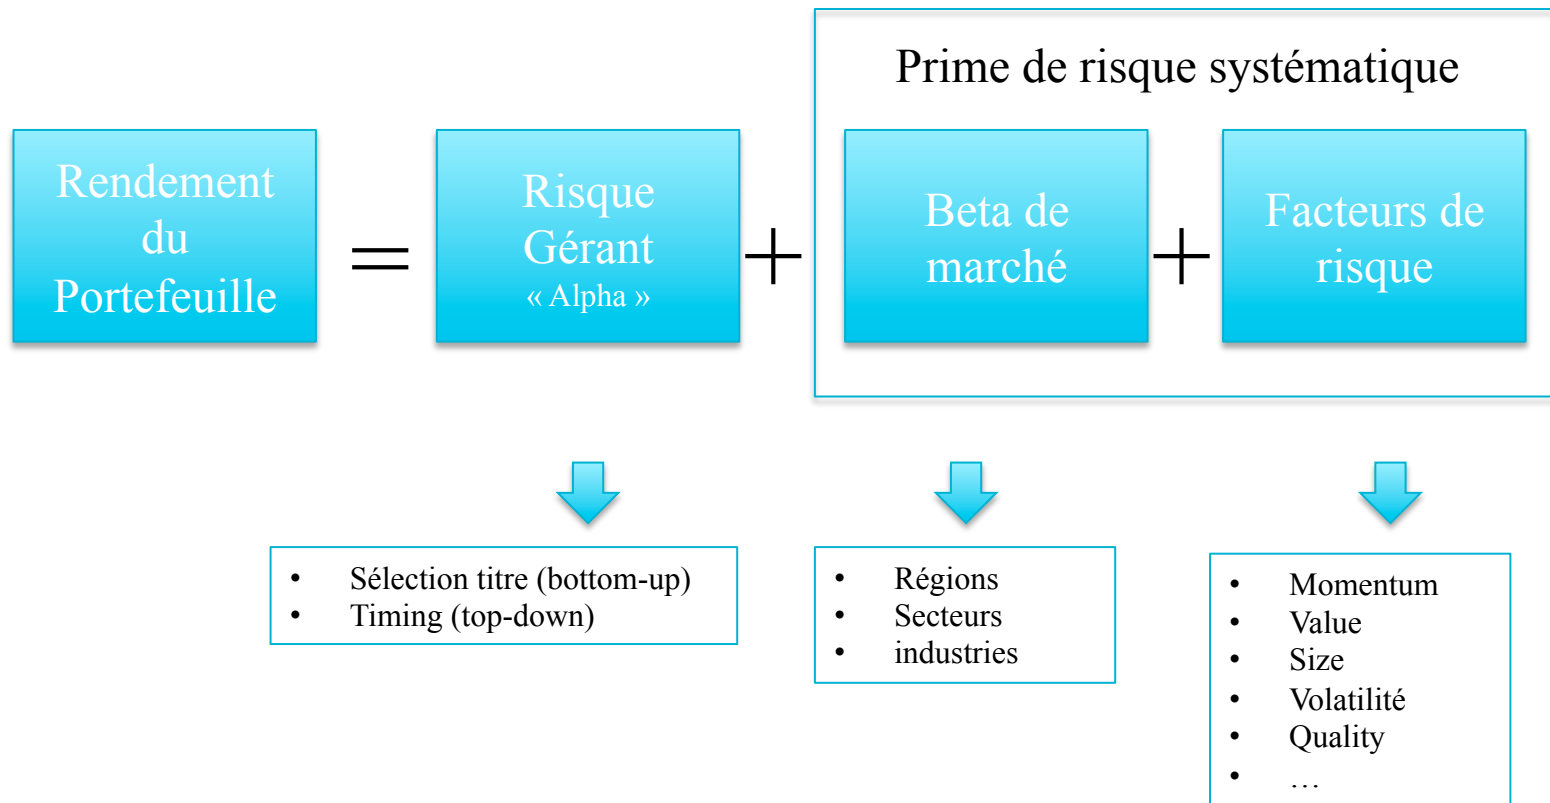 Prime de risque systématique
Rendement
du
Portefeuille
=
Risque
Gérant
« Alpha »
+
Beta de
marché
+
Facteurs de
risque
• Sélection titre (bottom-up)
• Timing (top-down)
• Régions
• Secteurs
• industries
• Momentum
• Value
• Size
• Volatilité
• Quality
• …